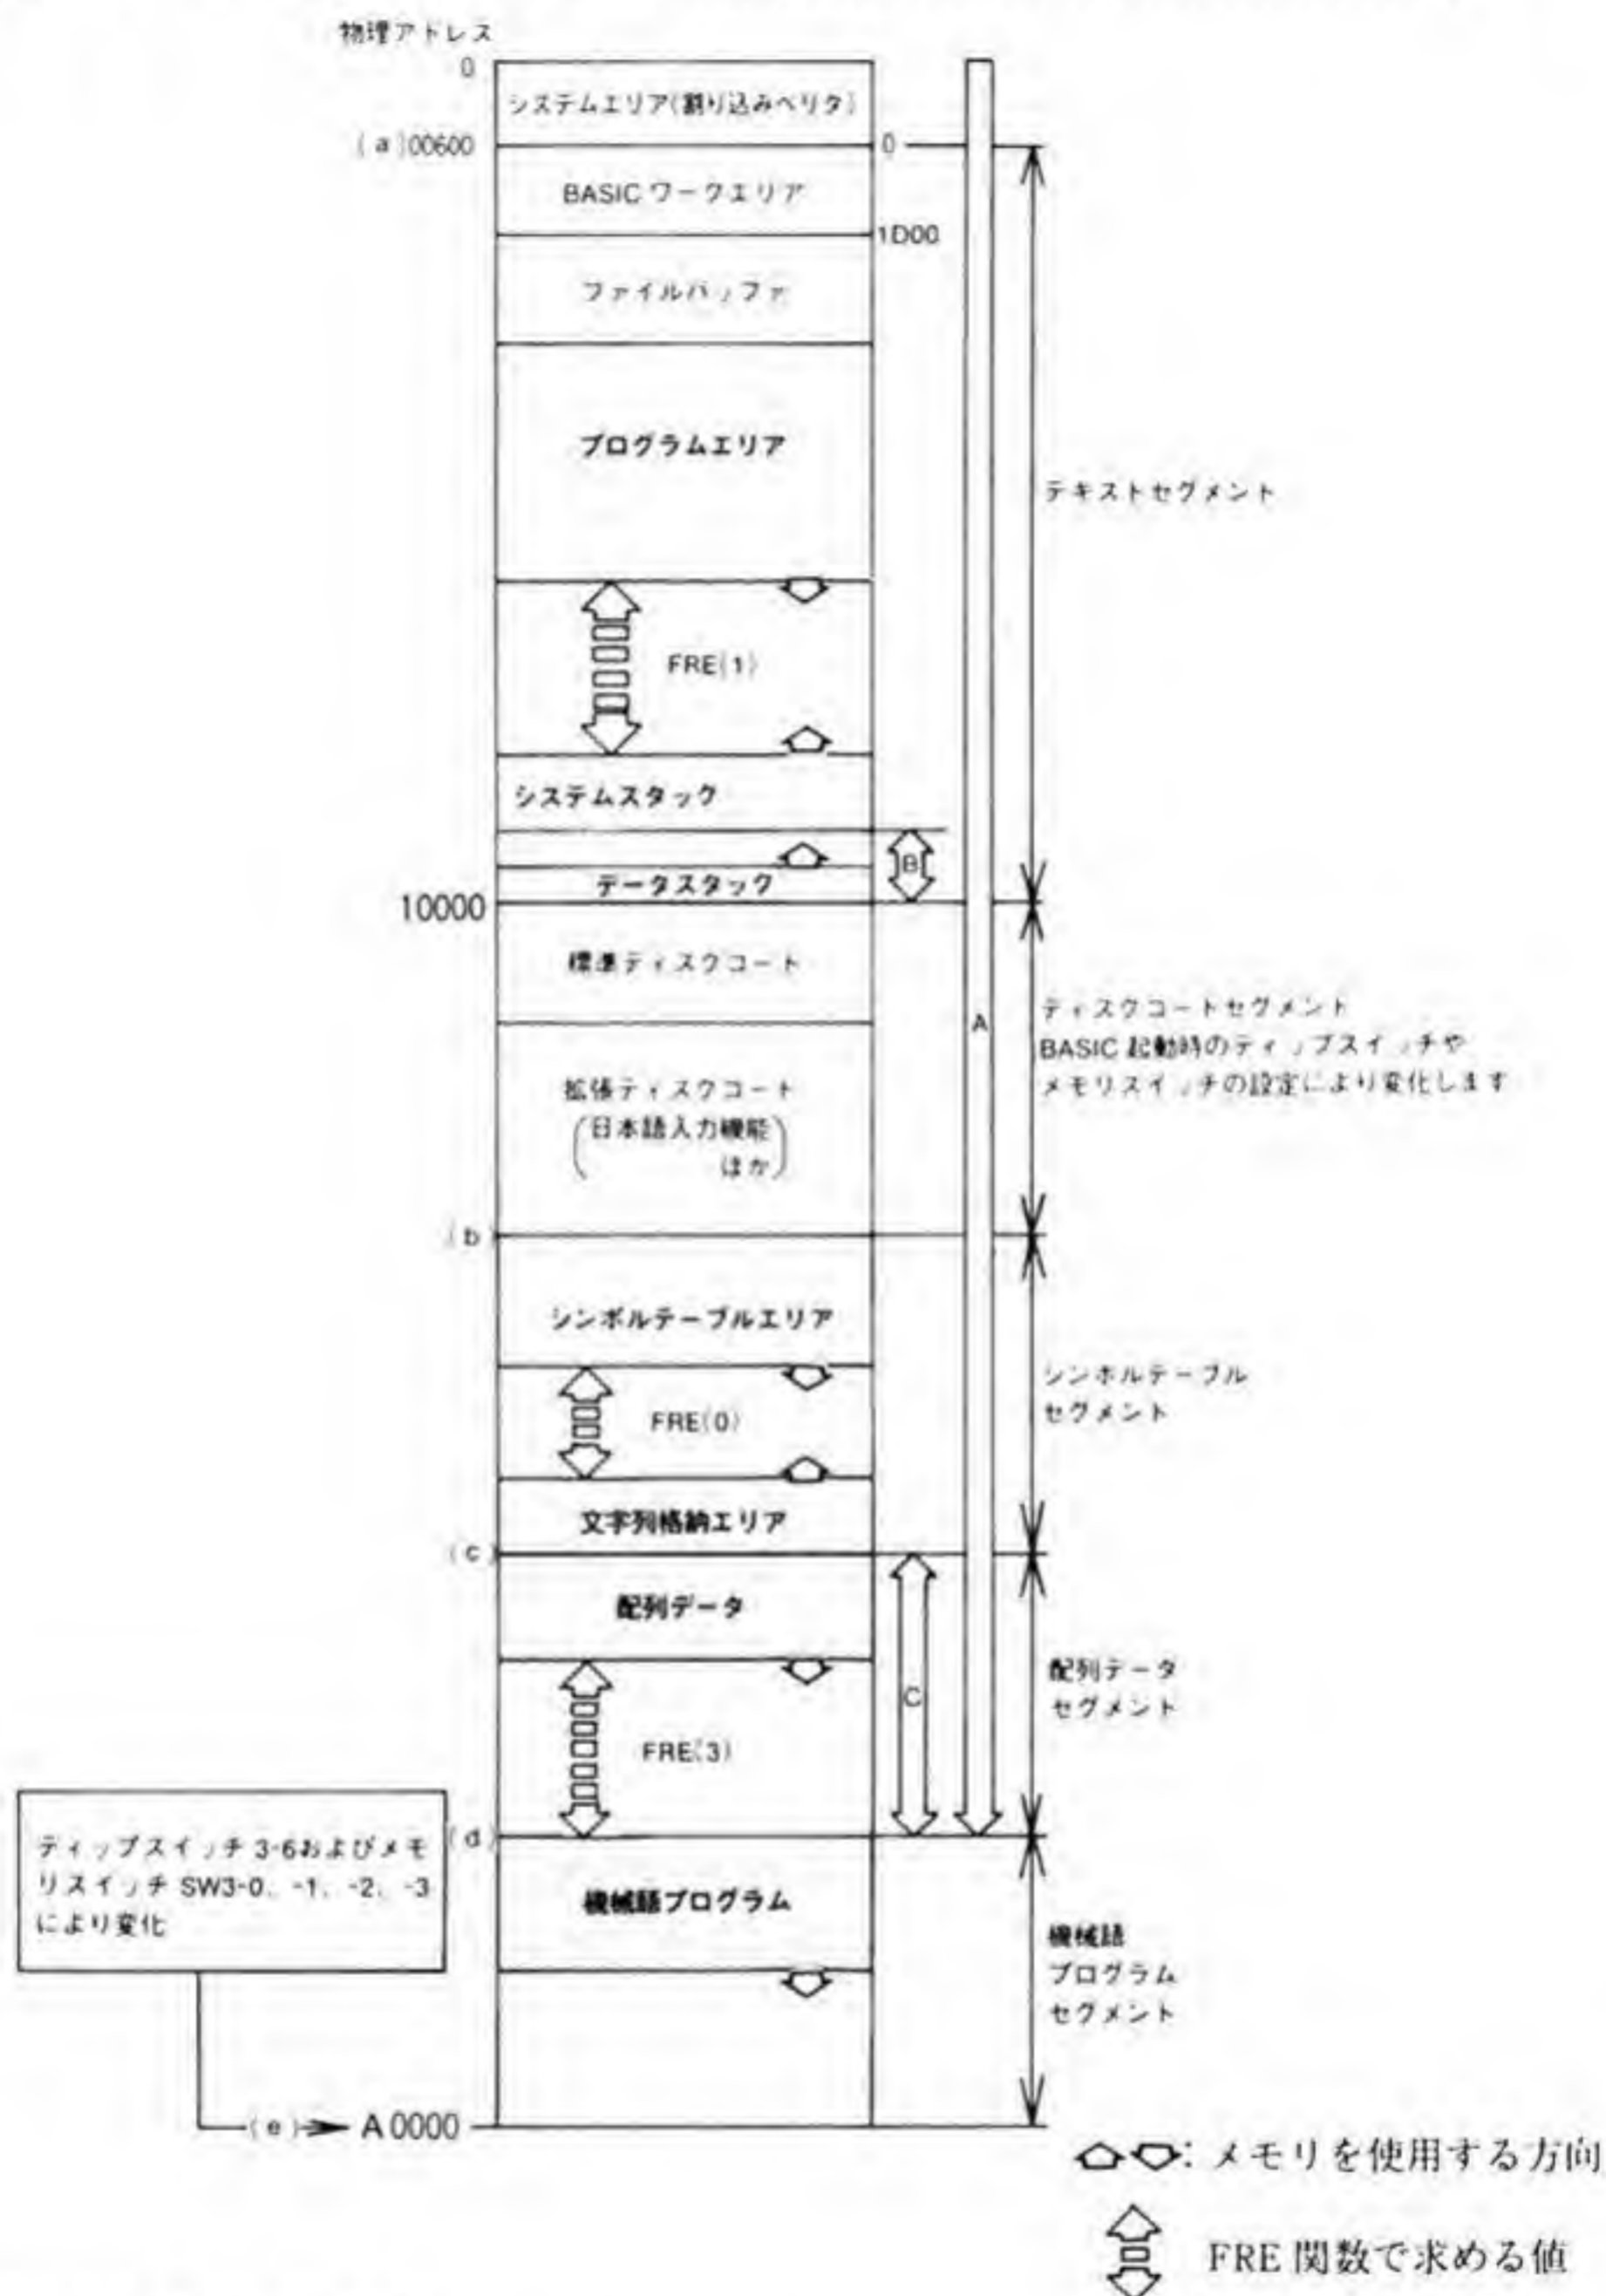 物理アドレス
0
システムエリア(割り込みベクタ)
(a)00600
0
BASIC ワークエリア
1D00
ファイルバッファ
プログラムエリア
テキストセグメント
FRE(1)
システムスタック
B
データスタック
10000
標準ディスクコード
A
ディスクコードセグメント
BASIC 起動時のディップスイッチや
メモリスイッチの設定により変化します
拡張ディスクコード
(日本語入力機能
ほか)
(b)
シンボルテーブルエリア
シンボルテーブル
セグメント
FRE(0)
文字列格納エリア
(c)
配列データ
配列データ
セグメント
C
FRE(3)
(d)
ディップスイッチ 3-6およびメモ
リスイッチ SW3-0、-1、-2、-3
により変化
機械語プログラム
機械語
プログラム
セグメント
(e) A0000
: メモリを使用する方向
FRE 関数で求める値